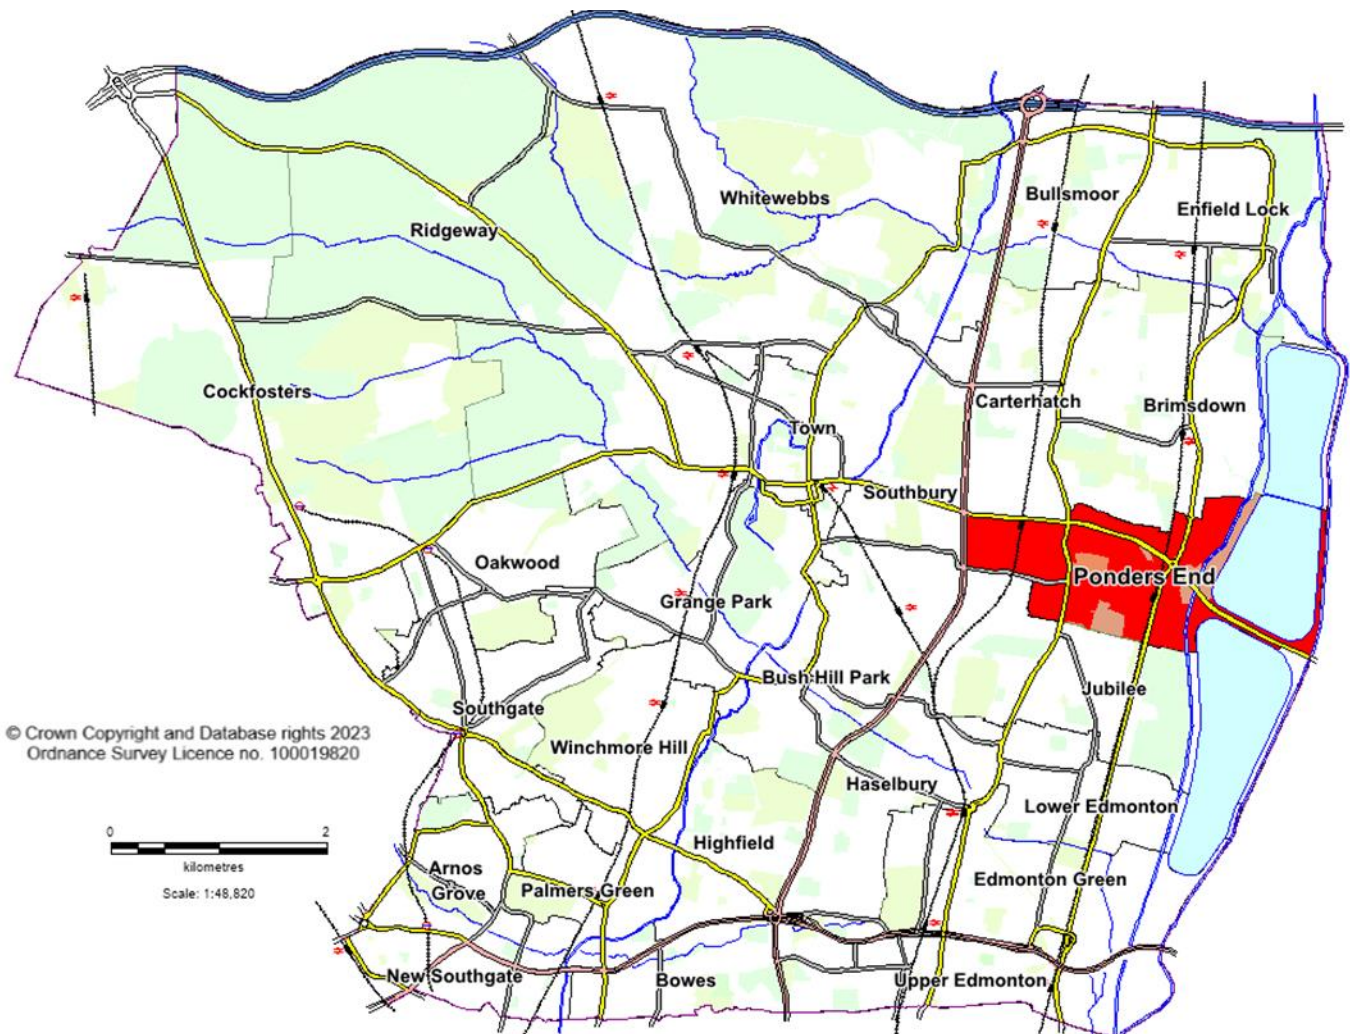 Whitewebbs
Bullsmoor
Enfield Lock
Ridgeway
Cockfosters
Carterhatch
Brimsdown
Town
Southbury
Oakwood
Ponders End
Grange Park
Bush Hill Park
Jubilee
Southgate
© Crown Copyright and Database rights 2023
Ordnance Survey Licence no. 100019820
Winchmore Hill
Haselbury
Lower Edmonton
0 2
kilometres
Scale: 1:48,820
Highfield
Arnos
Grove
Palmers Green
Edmonton Green
New Southgate
Bowes
Upper Edmonton